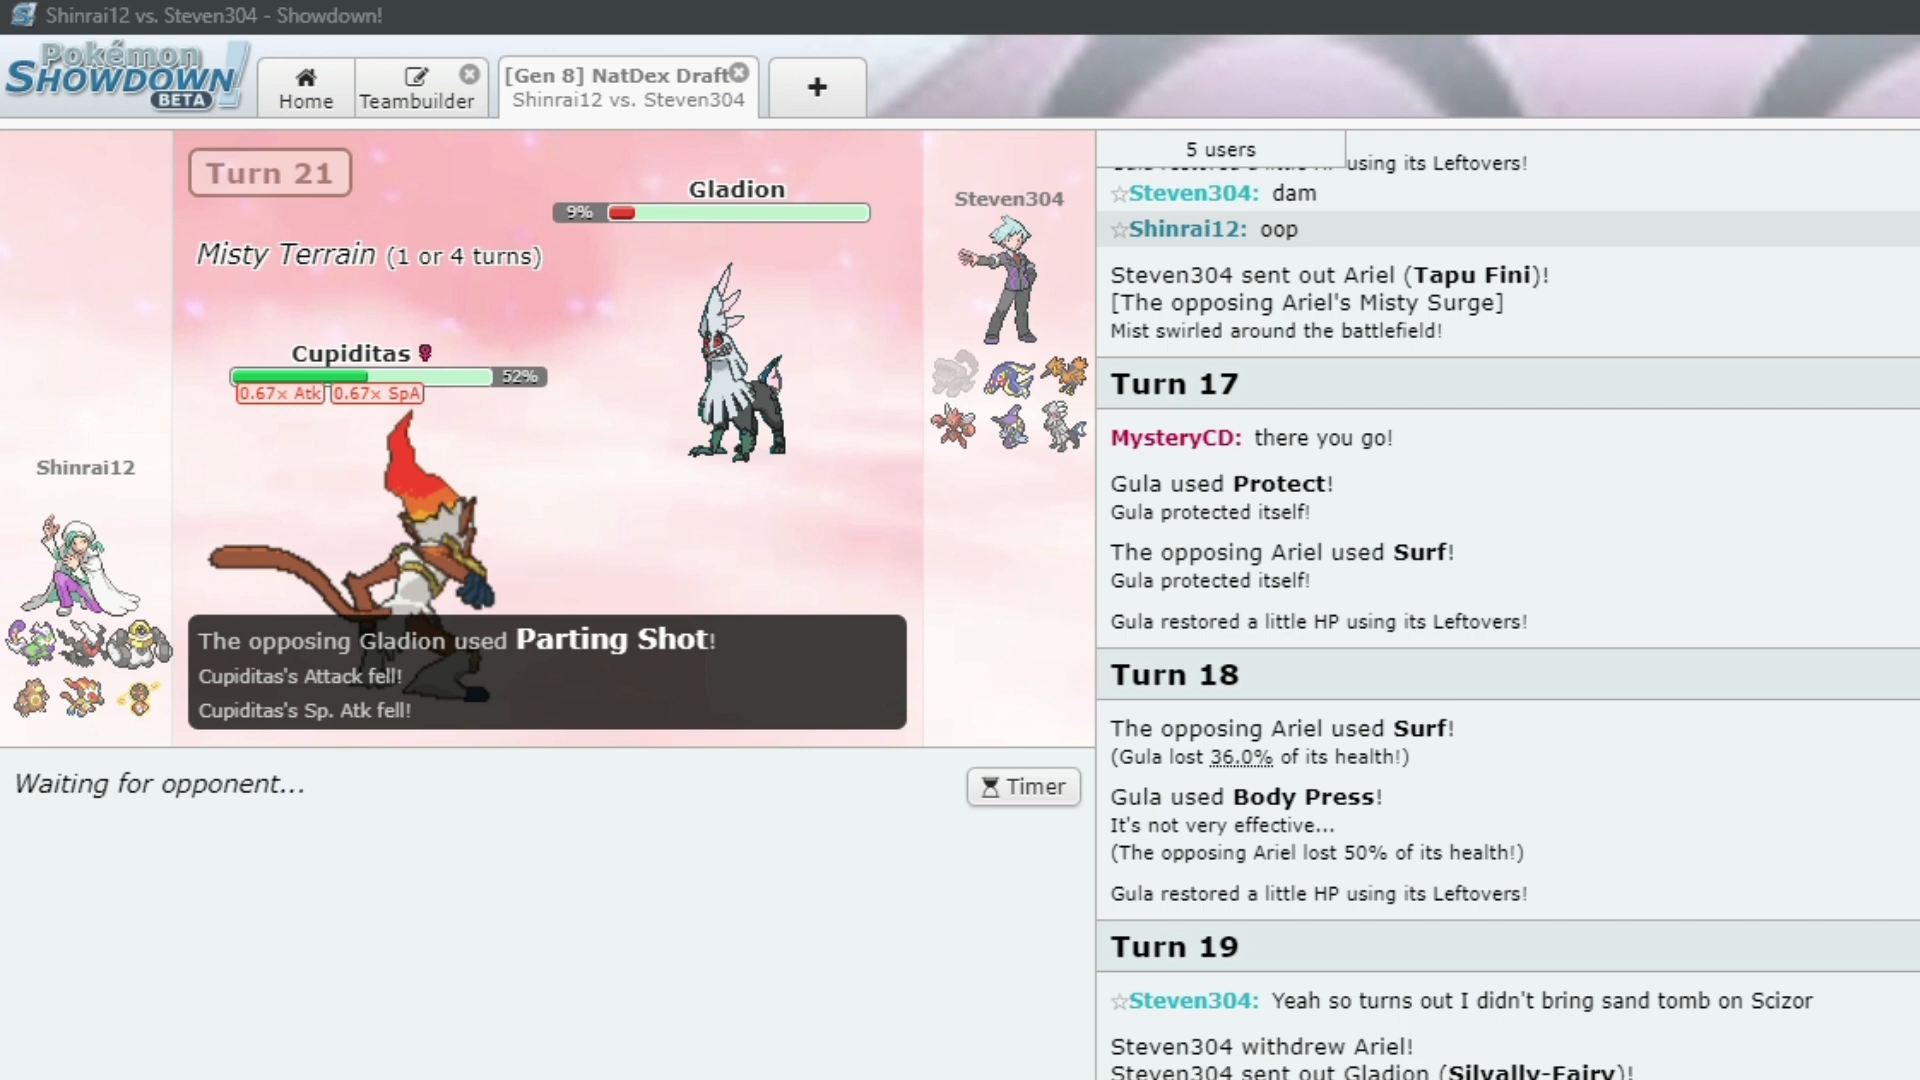 Shinrai12 vs. Steven304 - Showdown!
Pokémon
SHOWDOWN!
BETA
Home
Teambuilder
[Gen 8] NatDex Draft
Shinrai12 vs. Steven304
+
Turn 21
Gladion
9%
Misty Terrain (1 or 4 turns)
Cupiditas
52%
0.67× Atk 0.67× SpA
Shinrai12
Steven304
The opposing Gladion used Parting Shot!
Cupiditas's Attack fell!
Cupiditas's Sp. Atk fell!
Waiting for opponent...
Timer
5 users
using its Leftovers!
☆Steven304: dam
☆Shinrai12: oop
Steven304 sent out Ariel (Tapu Fini)!
[The opposing Ariel's Misty Surge]
Mist swirled around the battlefield!
Turn 17
MysteryCD: there you go!
Gula used Protect!
Gula protected itself!
The opposing Ariel used Surf!
Gula protected itself!
Gula restored a little HP using its Leftovers!
Turn 18
The opposing Ariel used Surf!
(Gula lost 36.0% of its health!)
Gula used Body Press!
It's not very effective...
(The opposing Ariel lost 50% of its health!)
Gula restored a little HP using its Leftovers!
Turn 19
☆Steven304: Yeah so turns out I didn't bring sand tomb on Scizor
Steven304 withdrew Ariel!
Steven304 sent out Gladion (Silvally-Fairy)!